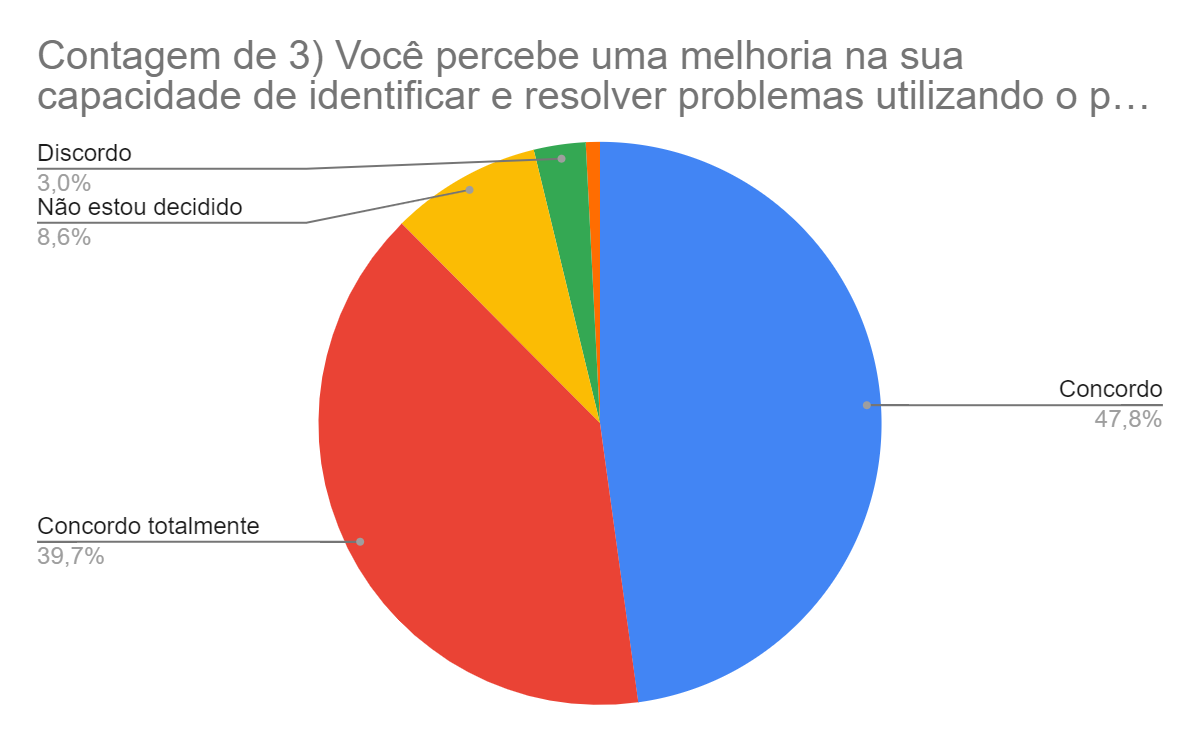 Contagem de 3) Você percebe uma melhoria na sua
capacidade de identificar e resolver problemas utilizando o p…
Discordo
3,0%
Não estou decidido
8,6%
Concordo
47,8%
Concordo totalmente
39,7%